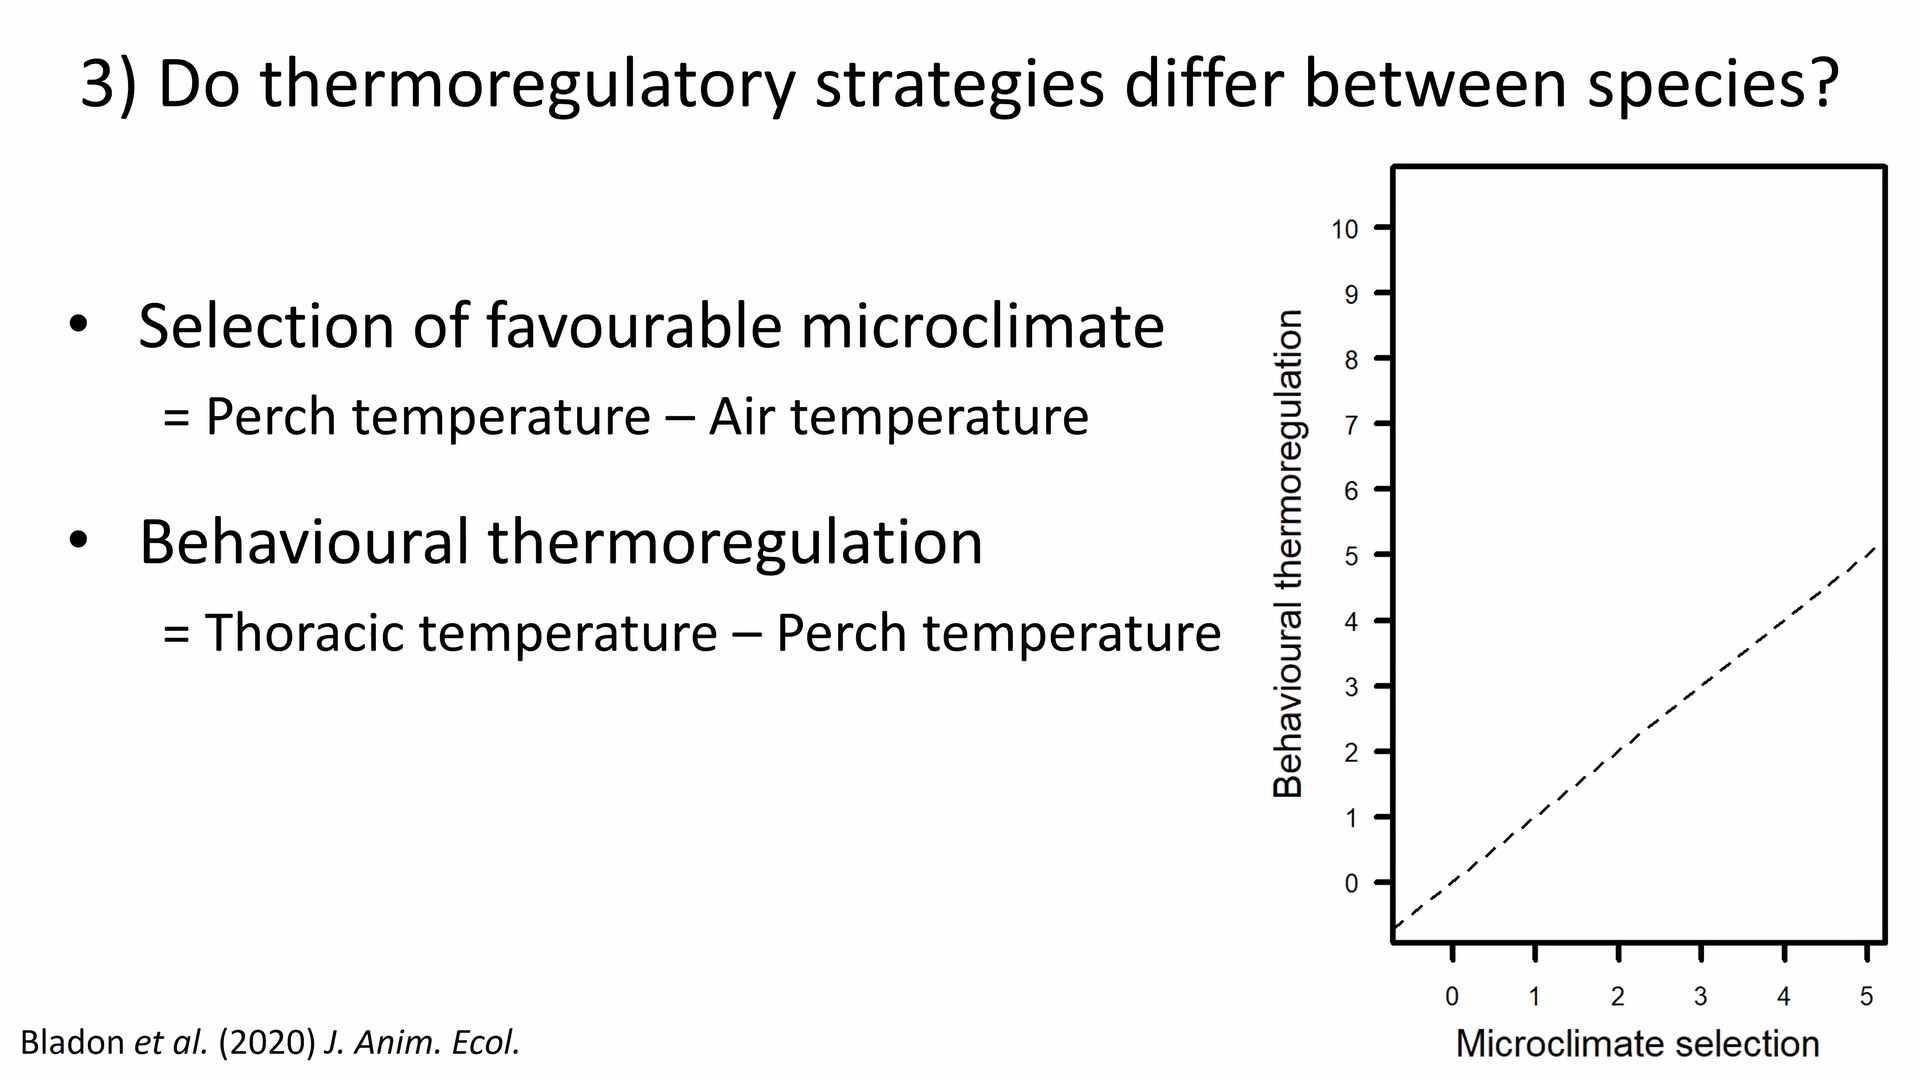 3) Do thermoregulatory strategies differ between species?
• Selection of favourable microclimate
= Perch temperature – Air temperature
• Behavioural thermoregulation
= Thoracic temperature – Perch temperature
Bladon et al. (2020) J. Anim. Ecol.
Behavioural thermoregulation
10
9
8
7
6
5
4
3
2
1
0
0 1 2 3 4 5
Microclimate selection